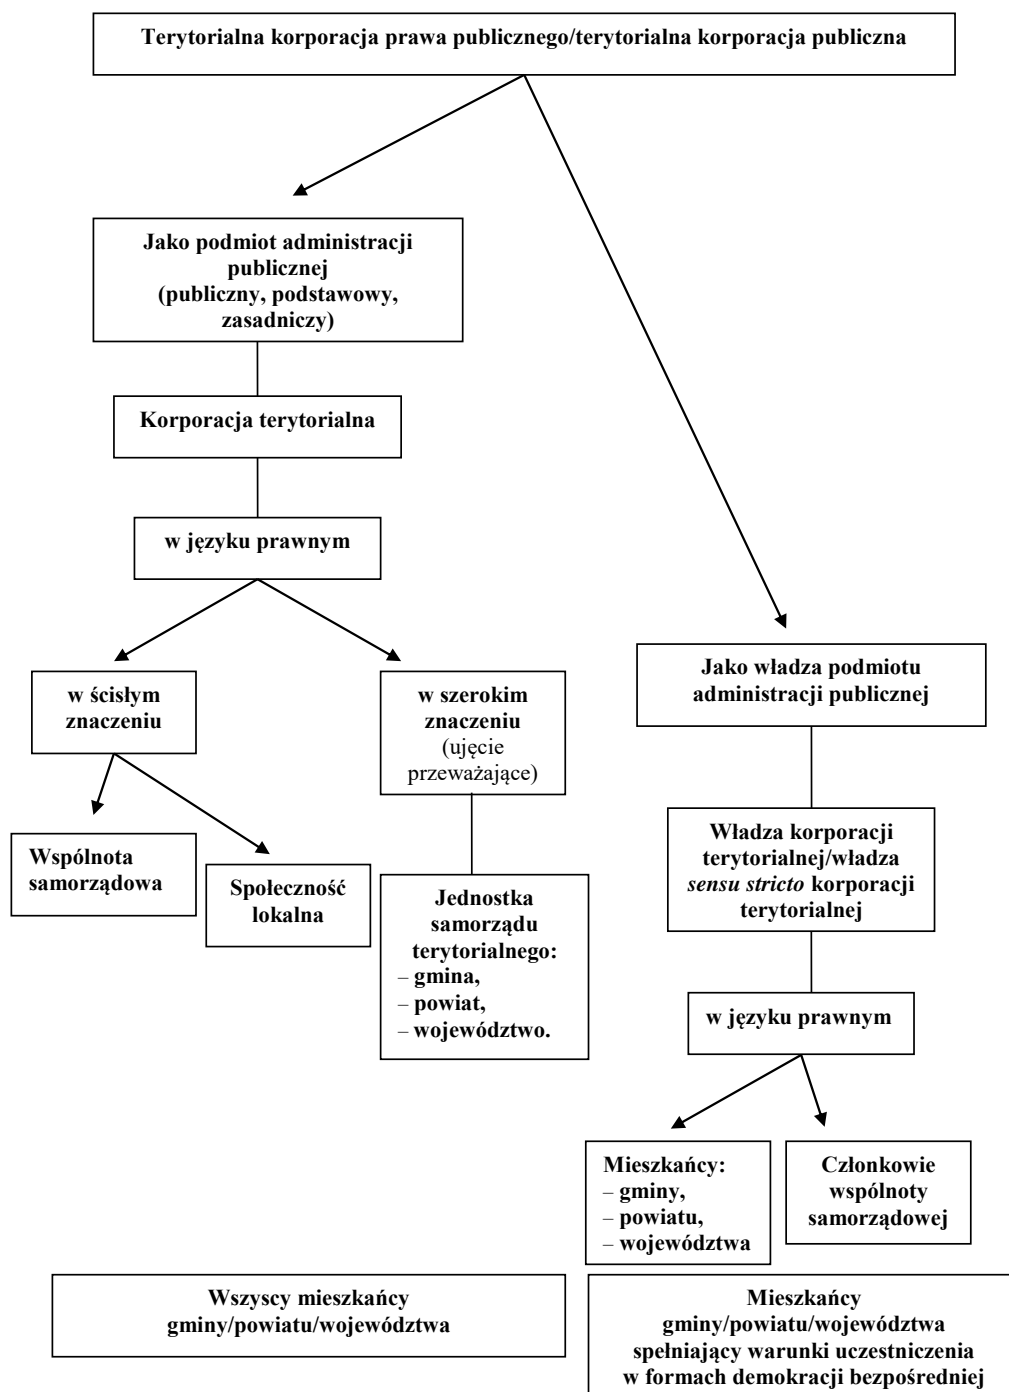 Terytorialna korporacja prawa publicznego/terytorialna korporacja publiczna
Jako podmiot administracji
publicznej
(publiczny, podstawowy,
zasadniczy)
Korporacja terytorialna
w języku prawnym
w ścisłym
znaczeniu
w szerokim
znaczeniu
(ujęcie
przeważające)
Wspólnota
samorządowa
Społeczność
lokalna
Jednostka
samorządu
terytorialnego:
– gmina,
– powiat,
– województwo.
Jako władza podmiotu
administracji publicznej
Władza korporacji
terytorialnej/władza
sensu stricto korporacji
terytorialnej
w języku prawnym
Mieszkańcy:
– gminy,
– powiatu,
– województwa
Członkowie
wspólnoty
samorządowej
Wszyscy mieszkańcy
gminy/powiatu/województwa
Mieszkańcy
gminy/powiatu/województwa
spełniający warunki uczestniczenia
w formach demokracji bezpośredniej